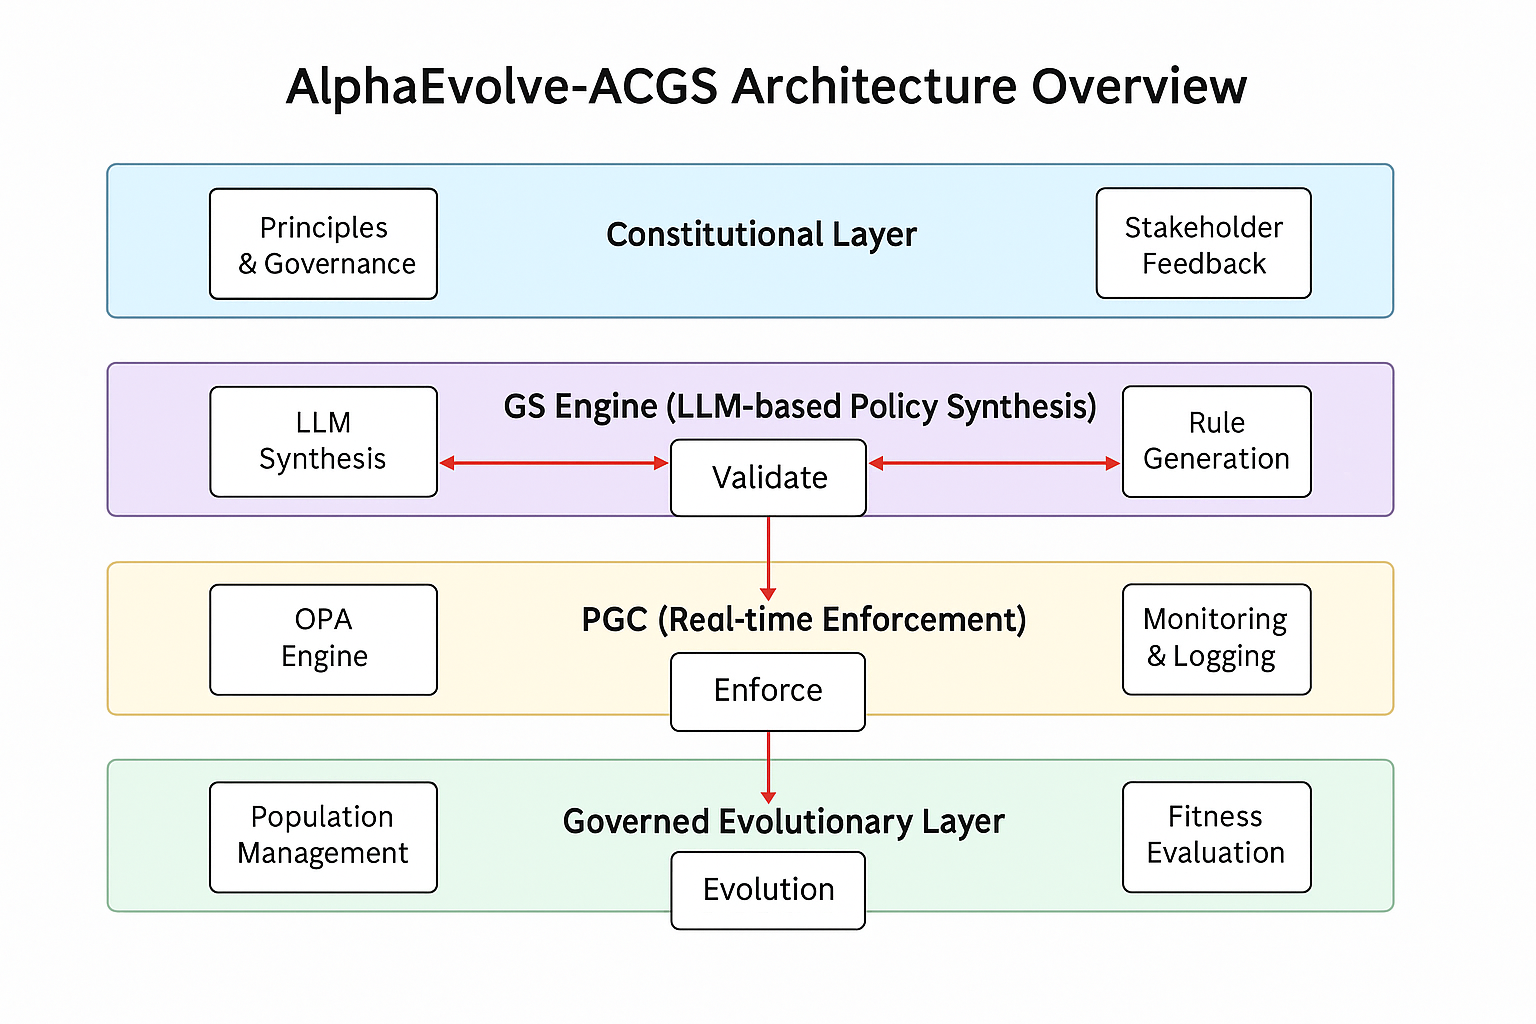 AlphaEvolve-ACGS Architecture Overview
Principles
& Governance
Constitutional Layer
Stakeholder
Feedback
LLM
Synthesis
GS Engine (LLM-based Policy Synthesis)
Validate
Rule
Generation
OPA
Engine
PGC (Real-time Enforcement)
Enforce
Monitoring
& Logging
Population
Management
Governed Evolutionary Layer
Evolution
Fitness
Evaluation